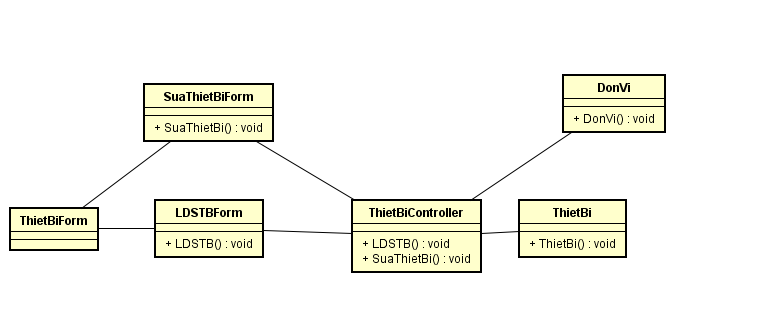 SuaThietBiForm
+ SuaThietBi() : void
DonVi
+ DonVi() : void
ThietBiForm
LDSTBForm
+ LDSTB() : void
ThietBiController
+ LDSTB() : void
+ SuaThietBi() : void
ThietBi
+ ThietBi() : void